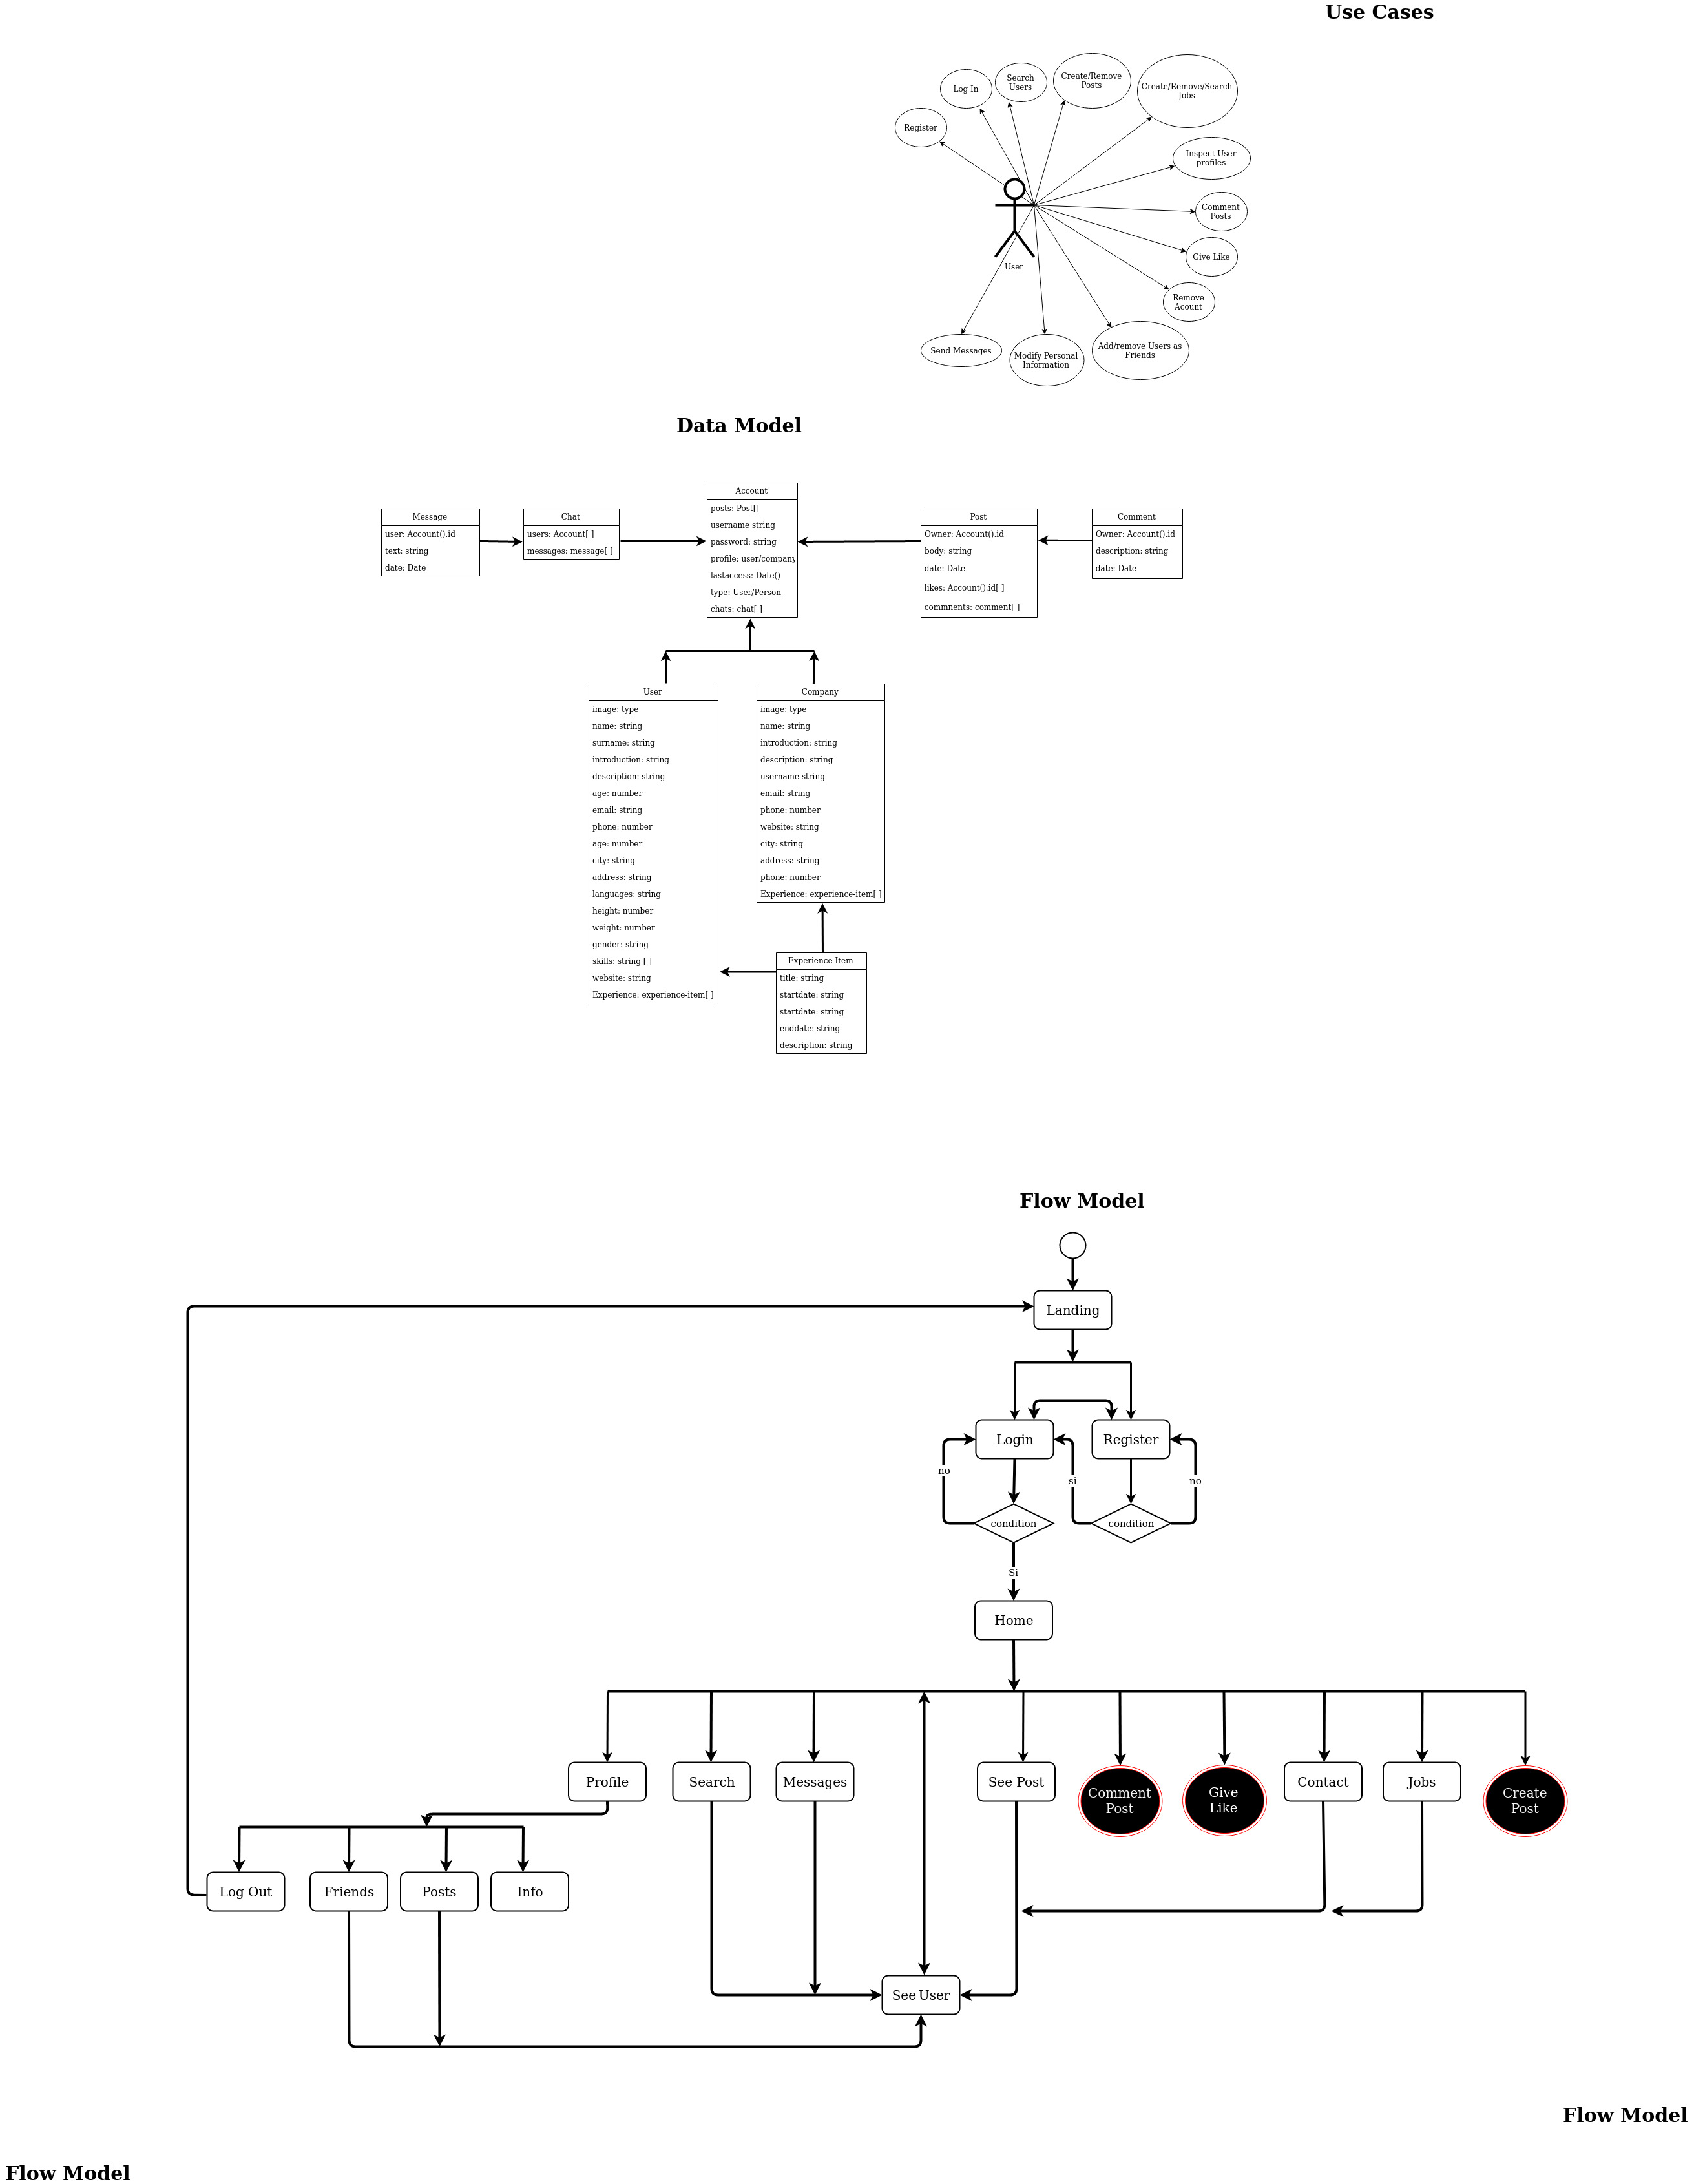 Use Cases
Log In
Search
Users
Create/Remove
Posts
Create/Remove/Search
Jobs
Register
Inspect User
profiles
Comment
Posts
Give Like
User
Remove
Acount
Send Messages
Modify Personal
Information
Add/remove Users as
Friends
Data Model
Message
user: Account().id
text: string
date: Date
Chat
users: Account[ ]
messages: message[ ]
Account
posts: Post[]
username string
password: string
profile: user/company
lastaccess: Date()
type: User/Person
chats: chat[ ]
Post
Owner: Account().id
body: string
date: Date
likes: Account().id[ ]
commnents: comment[ ]
Comment
Owner: Account().id
description: string
date: Date
User
image: type
name: string
surname: string
introduction: string
description: string
age: number
email: string
phone: number
age: number
city: string
address: string
languages: string
height: number
weight: number
gender: string
skills: string [ ]
website: string
Experience: experience-item[ ]
Company
image: type
name: string
introduction: string
description: string
username string
email: string
phone: number
website: string
city: string
address: string
phone: number
Experience: experience-item[ ]
Experience-Item
title: string
startdate: string
startdate: string
enddate: string
description: string
Flow Model
Landing
Login
Register
no
si
no
condition
condition
Si
Home
Profile
Search
Messages
See Post
Comment
Post
Give
Like
Contact
Jobs
Create
Post
Log Out
Friends
Posts
Info
See User
Flow Model
Flow Model